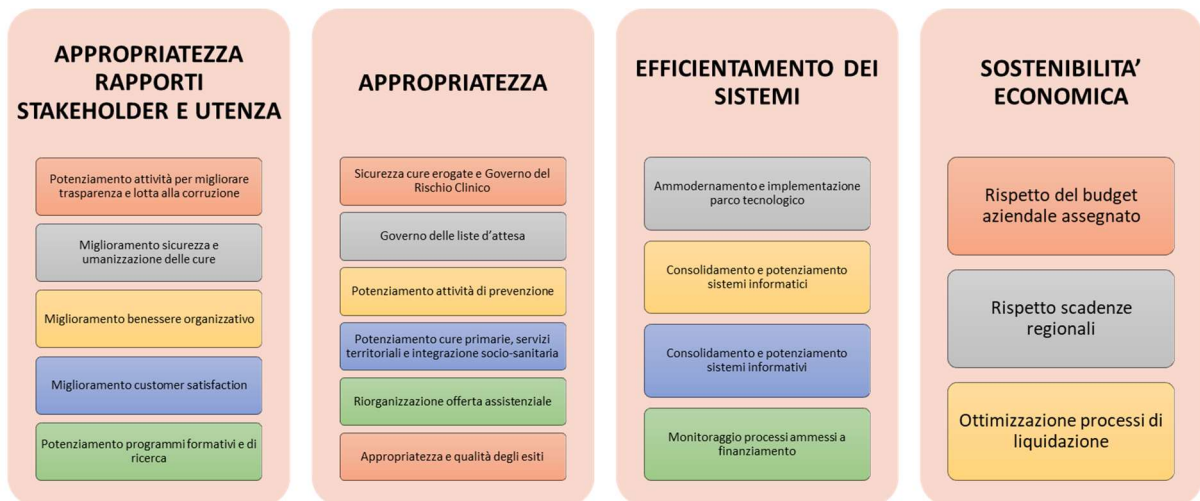 APPROPRIATEZZA
RAPPORTI
STAKEHOLDER E UTENZA
Potenziamento attività per migliorare
trasparenza e lotta alla corruzione
Miglioramento sicurezza e
umanizzazione delle cure
Miglioramento benessere organizzativo
Miglioramento customer satisfaction
Potenziamento programmi formativi e di
ricerca
APPROPRIATEZZA
Sicurezza cure erogate e Governo del
Rischio Clinico
Governo delle liste d'attesa
Potenziamento attività di prevenzione
Potenziamento cure primarie, servizi
territoriali e integrazione socio-sanitaria
Riorganizzazione offerta assistenziale
Appropriatezza e qualità degli esiti
EFFICIENTAMENTO DEI
SISTEMI
Ammodernamento e implementazione
parco tecnologico
Consolidamento e potenziamento
sistemi informatici
Consolidamento e potenziamento
sistemi informativi
Monitoraggio processi ammessi a
finanziamento
SOSTENIBILITA'
ECONOMICA
Rispetto del budget
aziendale assegnato
Rispetto scadenze
regionali
Ottimizzazione processi di
liquidazione